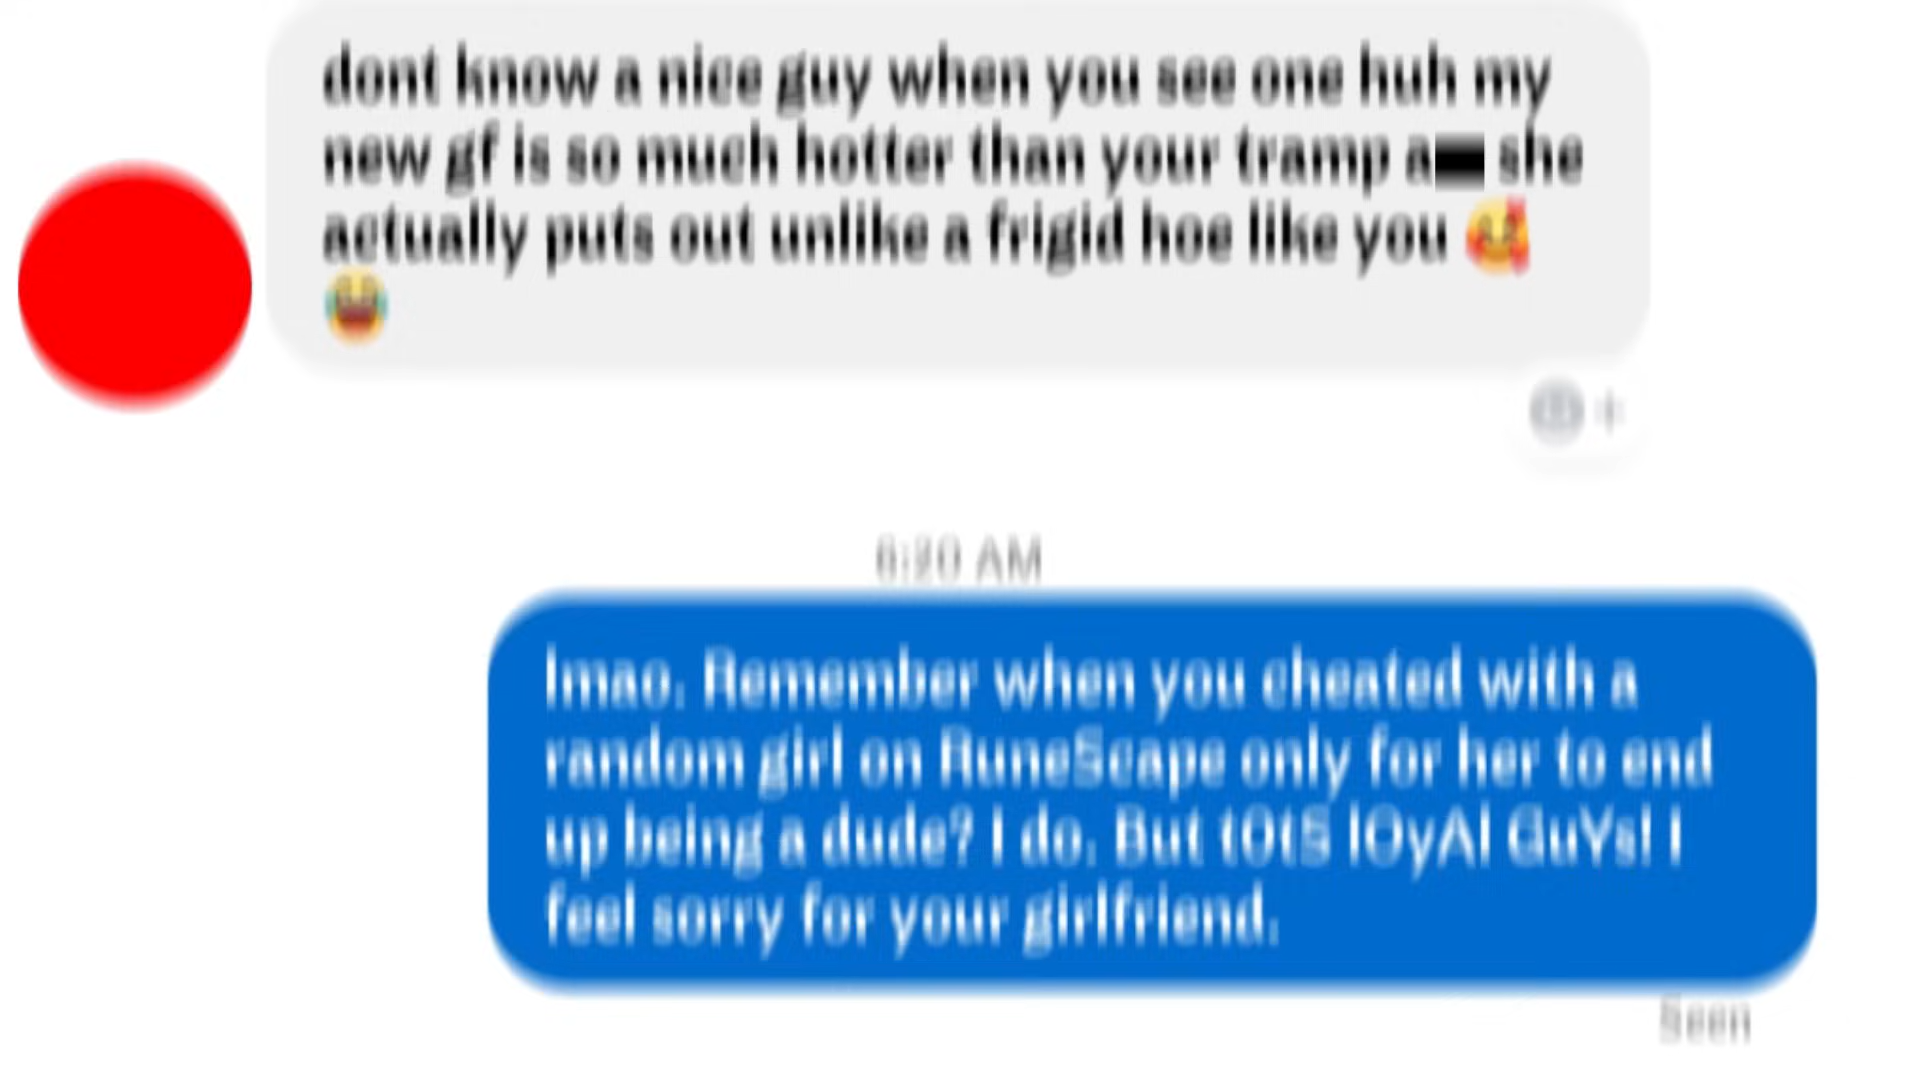 dont know a nice guy when you see one huh my
new gf is so much hotter than your tramp a she
actually puts out unlike a frigid hoe like you 🥰
😂
6:20 AM
lmao. Remember when you cheated with a
random girl on RuneScape only for her to end
up being a dude? I do. But tOtS lOyAl GuYs! I
feel sorry for your girlfriend.
Seen